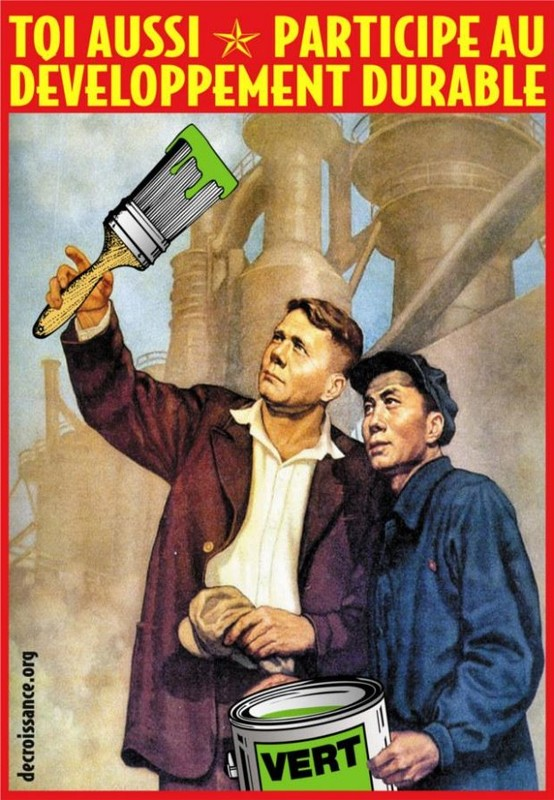 TOI AUSSI ☆ PARTICIPE AU
DEVELOPPEMENT DURABLE
VERT
decroissance.org